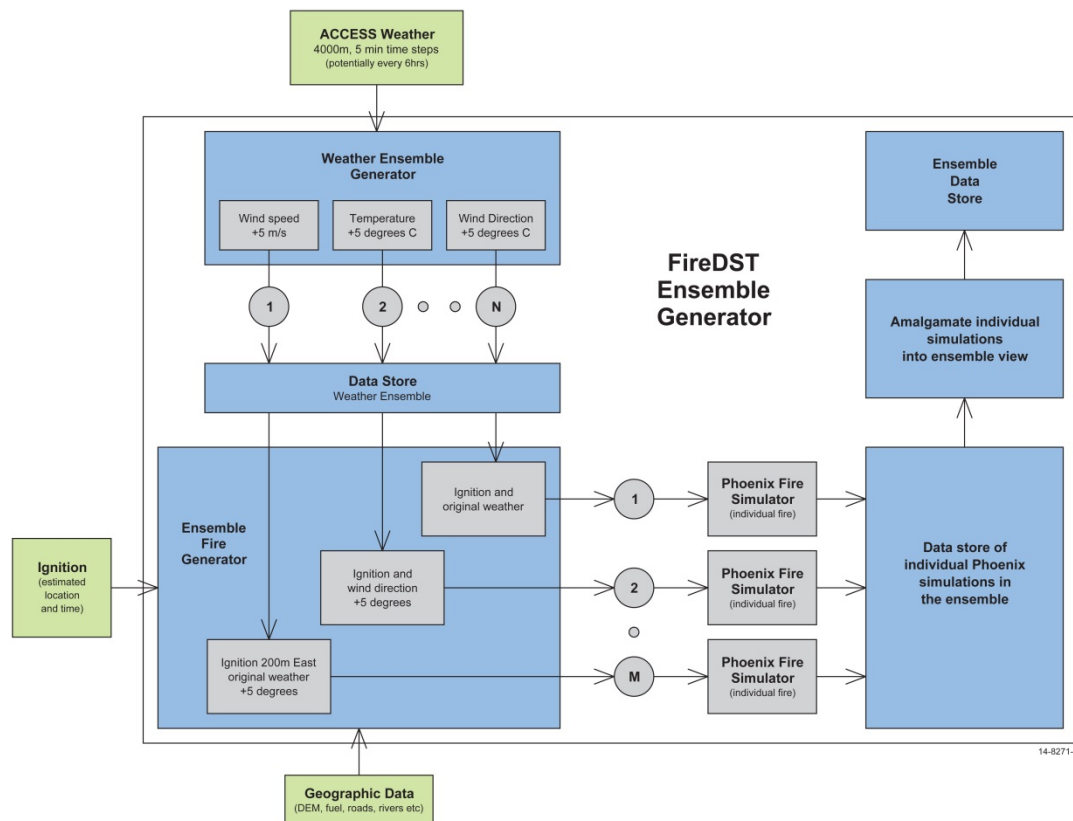 ACCESS Weather
4000m, 5 min time steps
(potentially every 6hrs)
Weather Ensemble
Generator
Wind speed
+5 m/s
Temperature
+5 degrees C
Wind Direction
+5 degrees C
1
2
N
Data Store
Weather Ensemble
FireDST
Ensemble
Generator
Ensemble
Data
Store
Amalgamate individual
simulations
into ensemble view
Ensemble
Fire
Generator
Ignition and
original weather
Ignition and
wind direction
+5 degrees
Ignition 200m East
original weather
+5 degrees
Ignition
(estimated
location
and time)
1
2
M
Phoenix Fire
Simulator
(individual fire)
Phoenix Fire
Simulator
(individual fire)
Phoenix Fire
Simulator
(individual fire)
Data store of
individual Phoenix
simulations in
the ensemble
14-8271-
Geographic Data
(DEM, fuel, roads, rivers etc)